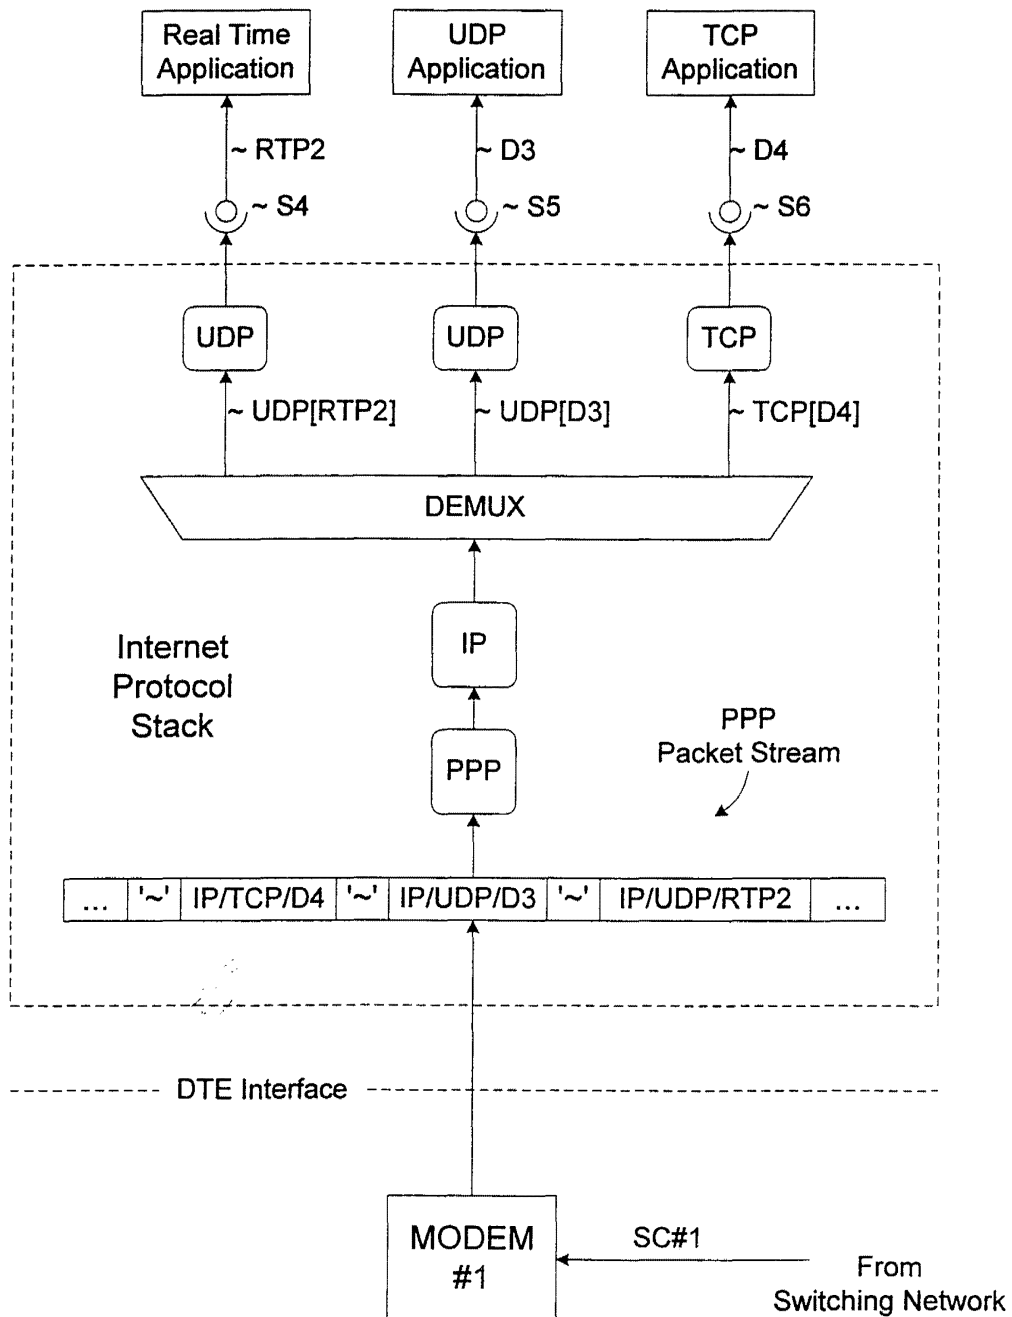 Real Time
Application
UDP
Application
TCP
Application
~ RTP2
~ D3
~ D4
~ S4
~ S5
~ S6
UDP
UDP
TCP
~ UDP[RTP2]
~ UDP[D3]
~ TCP[D4]
DEMUX
IP
Internet
Protocol
Stack
PPP
Packet Stream
PPP
... '~' IP/TCP/D4 '~' IP/UDP/D3 '~' IP/UDP/RTP2 ...
DTE Interface
MODEM
#1
SC#1
From
Switching Network